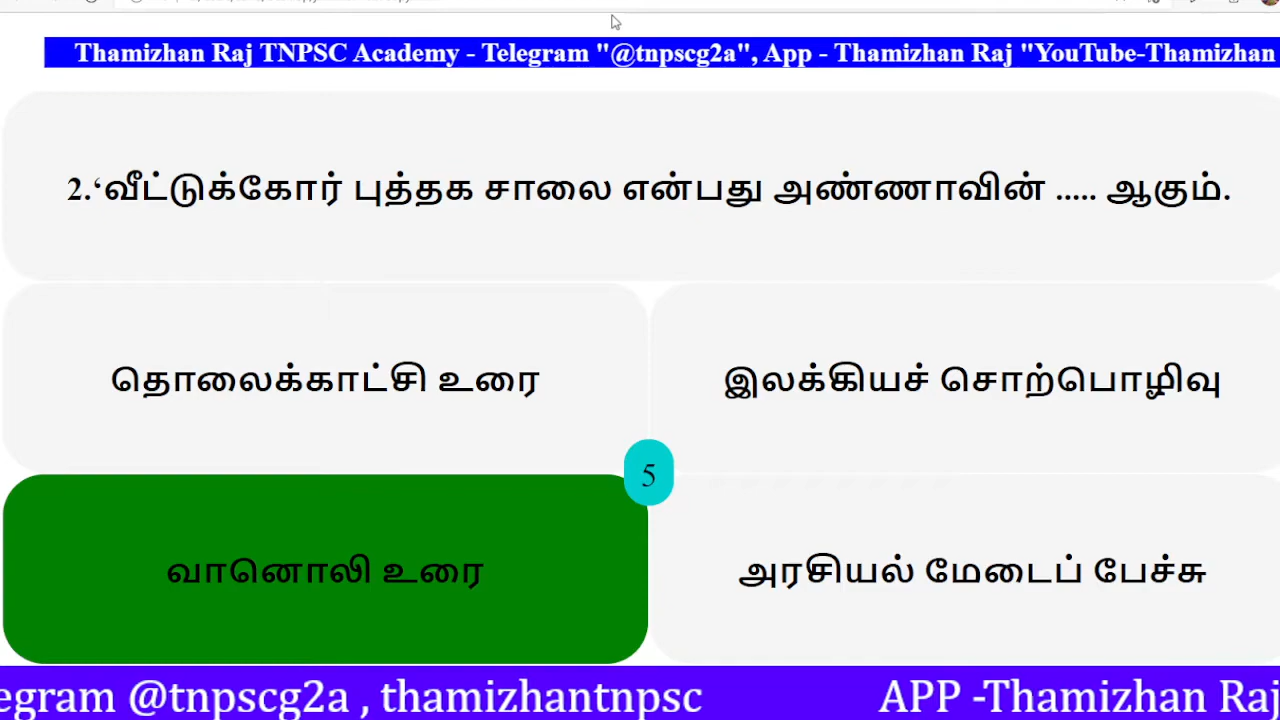 Thamizhan Raj TNPSC Academy - Telegram "@tnpscg2a", App - Thamizhan Raj "YouTube-Thamizhan
2.‘வீட்டுக்கோர் புத்தக சாலை என்பது அண்ணாவின் ..... ஆகும்.
தொலைக்காட்சி உரை
இலக்கியச் சொற்பொழிவு
5
வானொலி உரை
அரசியல் மேடைப் பேச்சு
egram @tnpscg2a , thamizhantnpsc APP -Thamizhan Raj